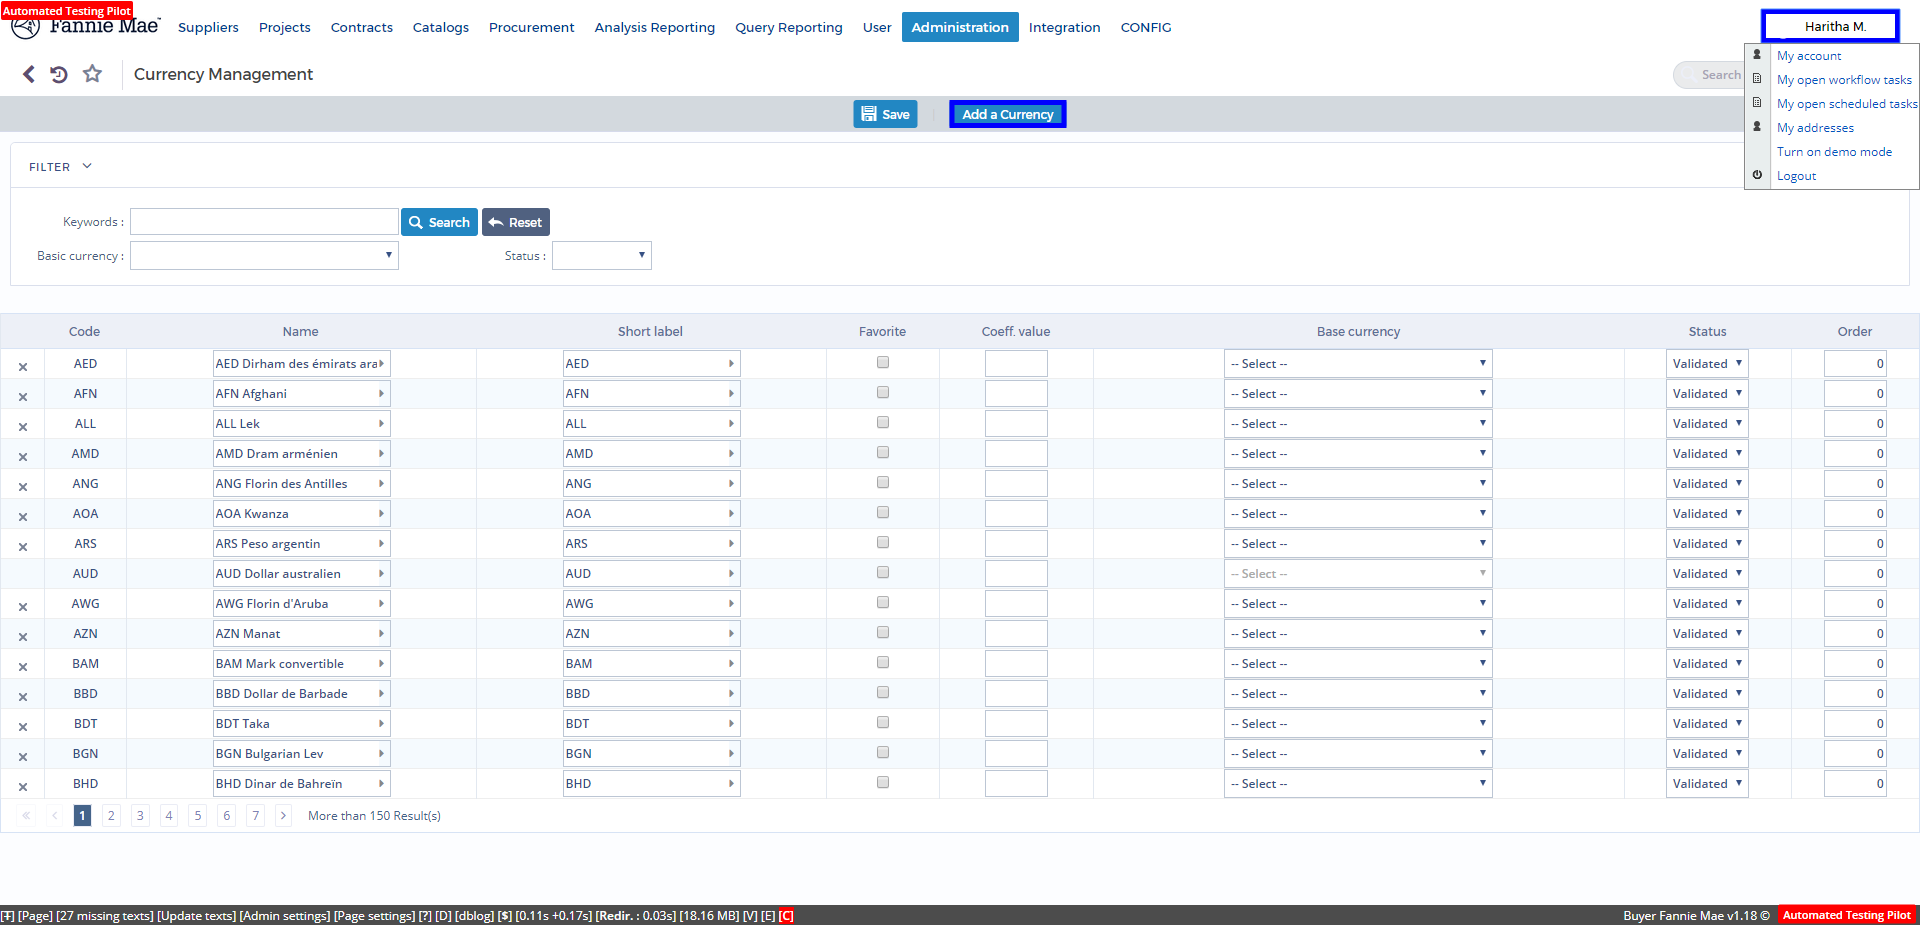 Automated Testing Pilot
Fannie Mae™ Suppliers Projects Contracts Catalogs Procurement Analysis Reporting Query Reporting User Administration Integration CONFIG Haritha M.
My account
My open workflow tasks
My open scheduled tasks
My addresses
Turn on demo mode
Logout
Currency Management Search
Save Add a Currency
FILTER
Keywords : Search Reset
Basic currency : Status :
Code Name Short label Favorite Coeff. value Base currency Status Order
AED AED Dirham des émirats ara AED -- Select -- Validated 0
AFN AFN Afghani AFN -- Select -- Validated 0
ALL ALL Lek ALL -- Select -- Validated 0
AMD AMD Dram arménien AMD -- Select -- Validated 0
ANG ANG Florin des Antilles ANG -- Select -- Validated 0
AOA AOA Kwanza AOA -- Select -- Validated 0
ARS ARS Peso argentin ARS -- Select -- Validated 0
AUD AUD Dollar australien AUD -- Select -- Validated 0
AWG AWG Florin d'Aruba AWG -- Select -- Validated 0
AZN AZN Manat AZN -- Select -- Validated 0
BAM BAM Mark convertible BAM -- Select -- Validated 0
BBD BBD Dollar de Barbade BBD -- Select -- Validated 0
BDT BDT Taka BDT -- Select -- Validated 0
BGN BGN Bulgarian Lev BGN -- Select -- Validated 0
BHD BHD Dinar de Bahreïn BHD -- Select -- Validated 0
« < 1 2 3 4 5 6 7 > More than 150 Result(s)
[T] [Page] [27 missing texts] [Update texts] [Admin settings] [Page settings] [?] [D] [dblog] [$] [0.11s +0.17s] [Redir. : 0.03s] [18.16 MB] [V] [E] [C] Buyer Fannie Mae v1.18 © Automated Testing Pilot